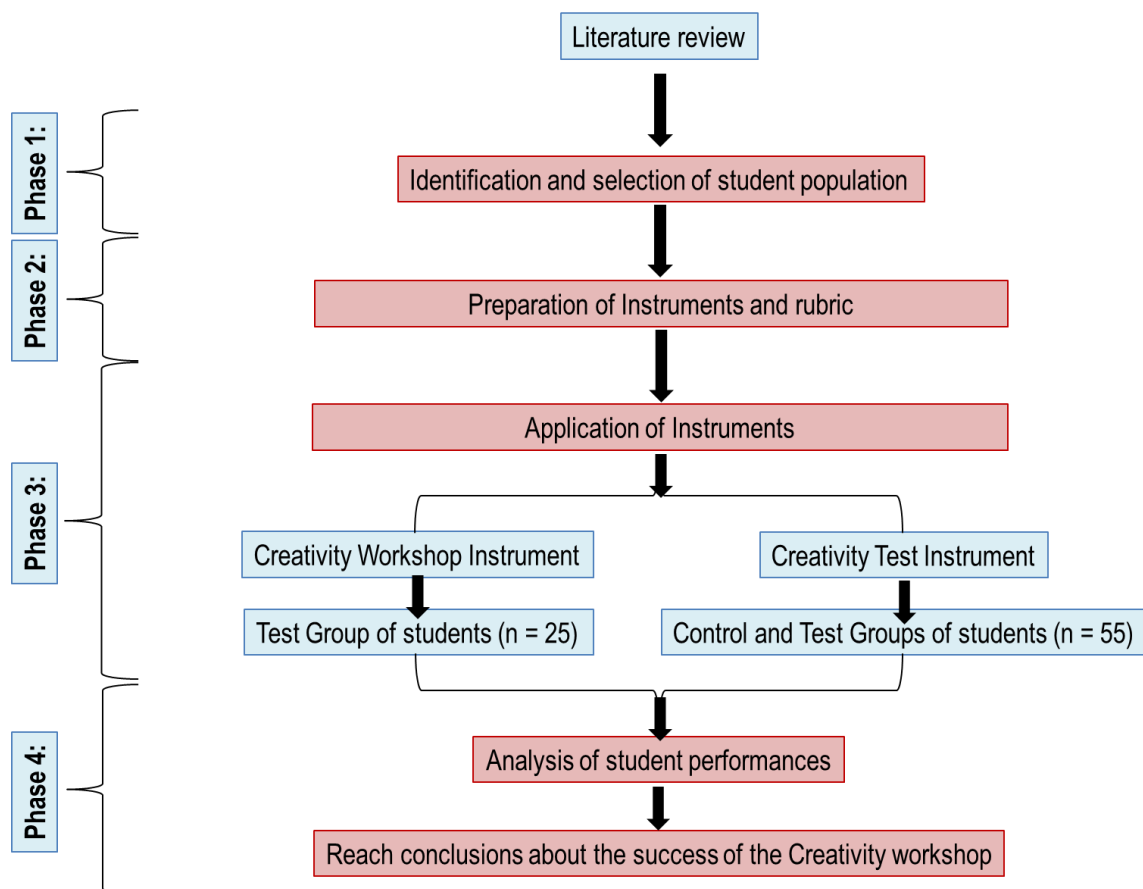 Literature review
Phase 1:
Identification and selection of student population
Phase 2:
Preparation of Instruments and rubric
Application of Instruments
Phase 3:
Creativity Workshop Instrument
Creativity Test Instrument
Test Group of students (n = 25)
Control and Test Groups of students (n = 55)
Phase 4:
Analysis of student performances
Reach conclusions about the success of the Creativity workshop